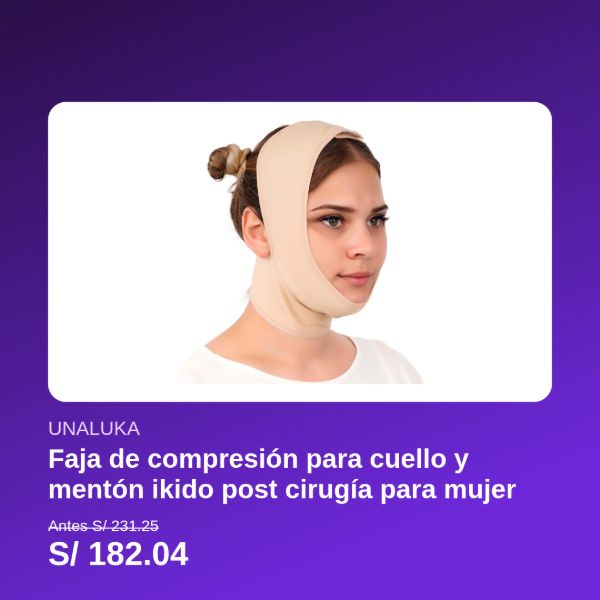 UNALUKA
Faja de compresión para cuello y
mentón ikido post cirugía para mujer
Antes S/ 231.25
S/ 182.04